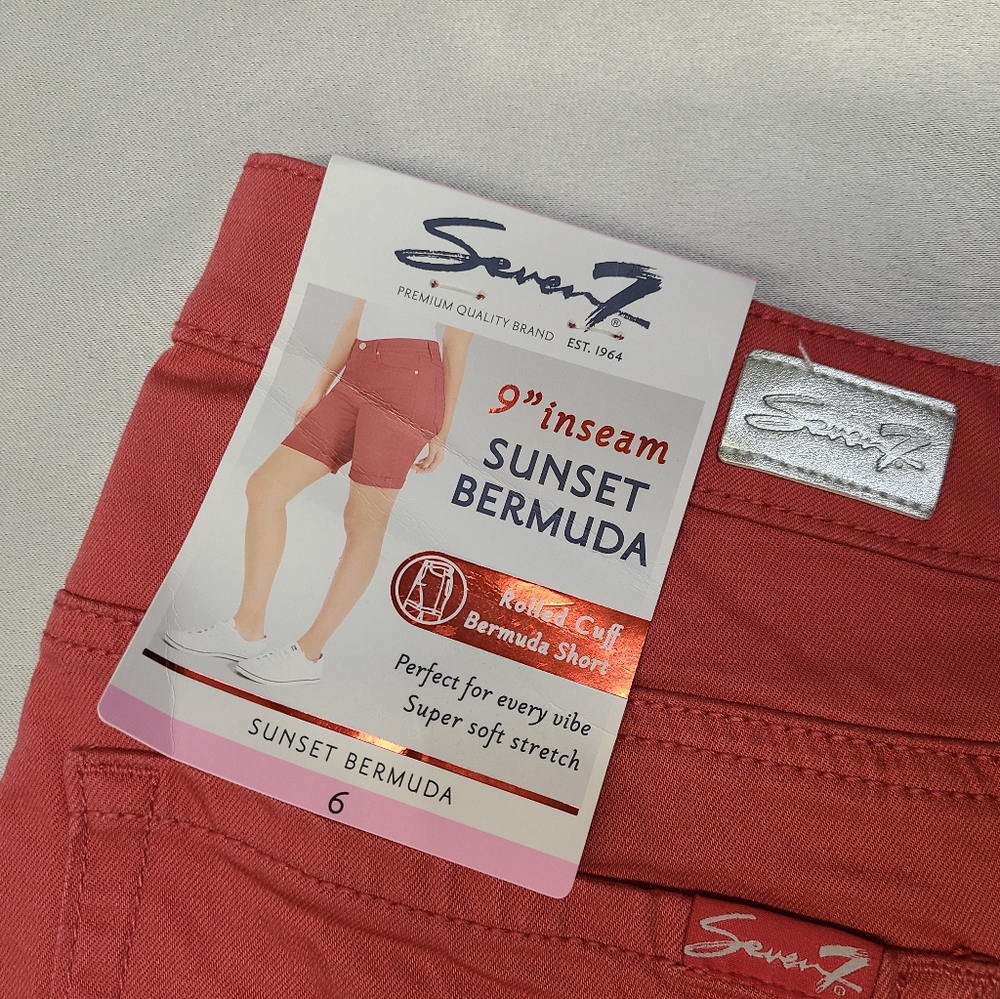 Seven7®
PREMIUM QUALITY BRAND EST. 1964
9” inseam
SUNSET
BERMUDA
Rolled Cuff
Bermuda Short
Perfect for every vibe
Super soft stretch
SUNSET BERMUDA
6
Seven7®
Seven7®